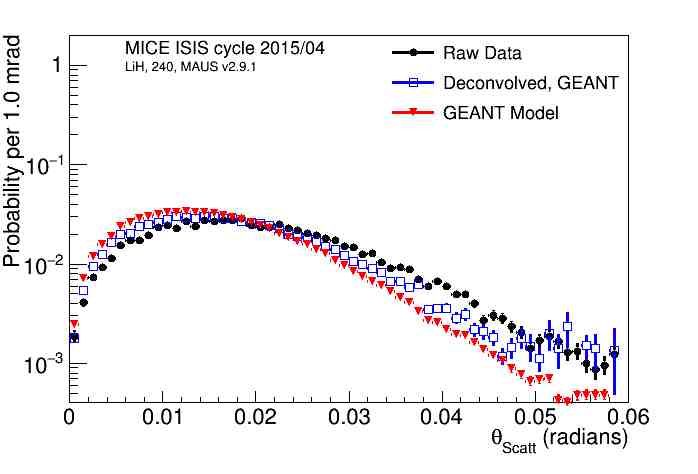 MICE ISIS cycle 2015/04
LiH, 240, MAUS v2.9.1
Raw Data
Deconvolved, GEANT
GEANT Model
Probability per 1.0 mrad
1
10⁻¹
10⁻²
10⁻³
0 0.01 0.02 0.03 0.04 0.05 0.06
θ_Scatt (radians)